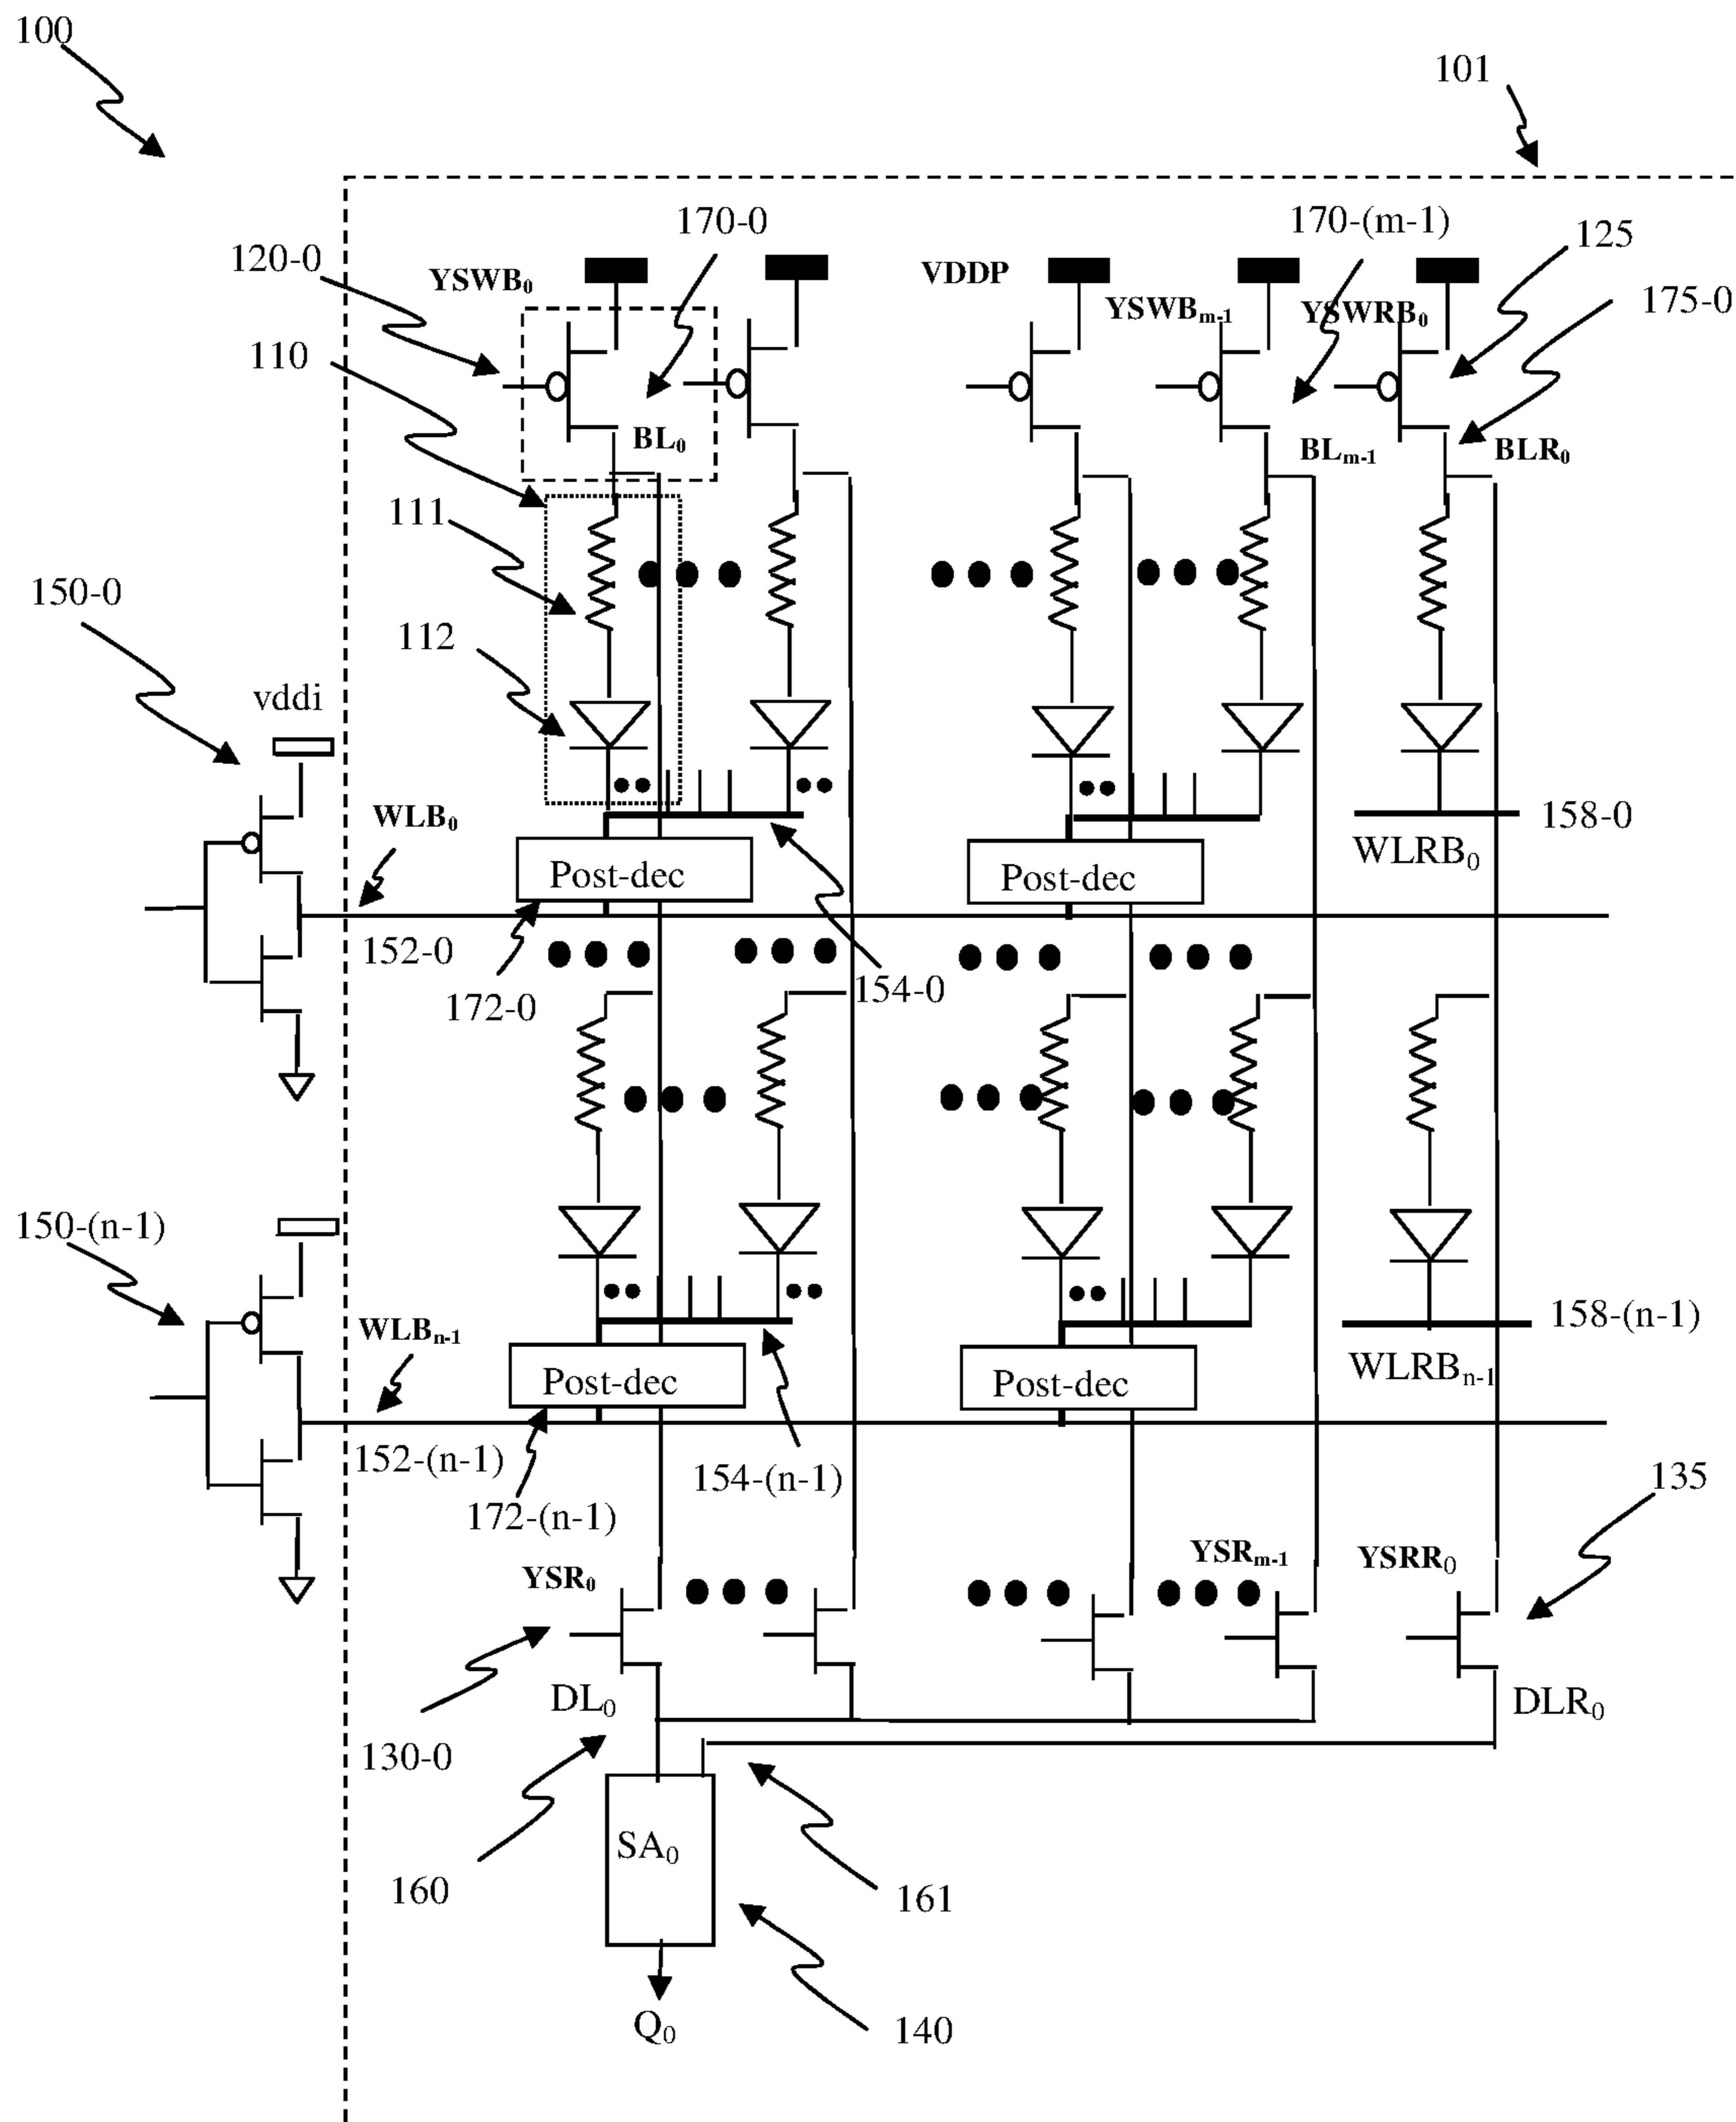 100
101
170-0
170-(m-1)
125
120-0
YSWB0
VDDP
YSWBm-1
YSWRB0
175-0
110
BL0
BLm-1
BLR0
111
150-0
112
vddi
WLB0
158-0
WLRB0
Post-dec
Post-dec
152-0
172-0
154-0
150-(n-1)
158-(n-1)
WLBn-1
WLRBn-1
Post-dec
Post-dec
152-(n-1)
154-(n-1)
135
172-(n-1)
YSR0
YSRm-1
YSRR0
DL0
DLR0
130-0
SA0
160
161
Q0
140